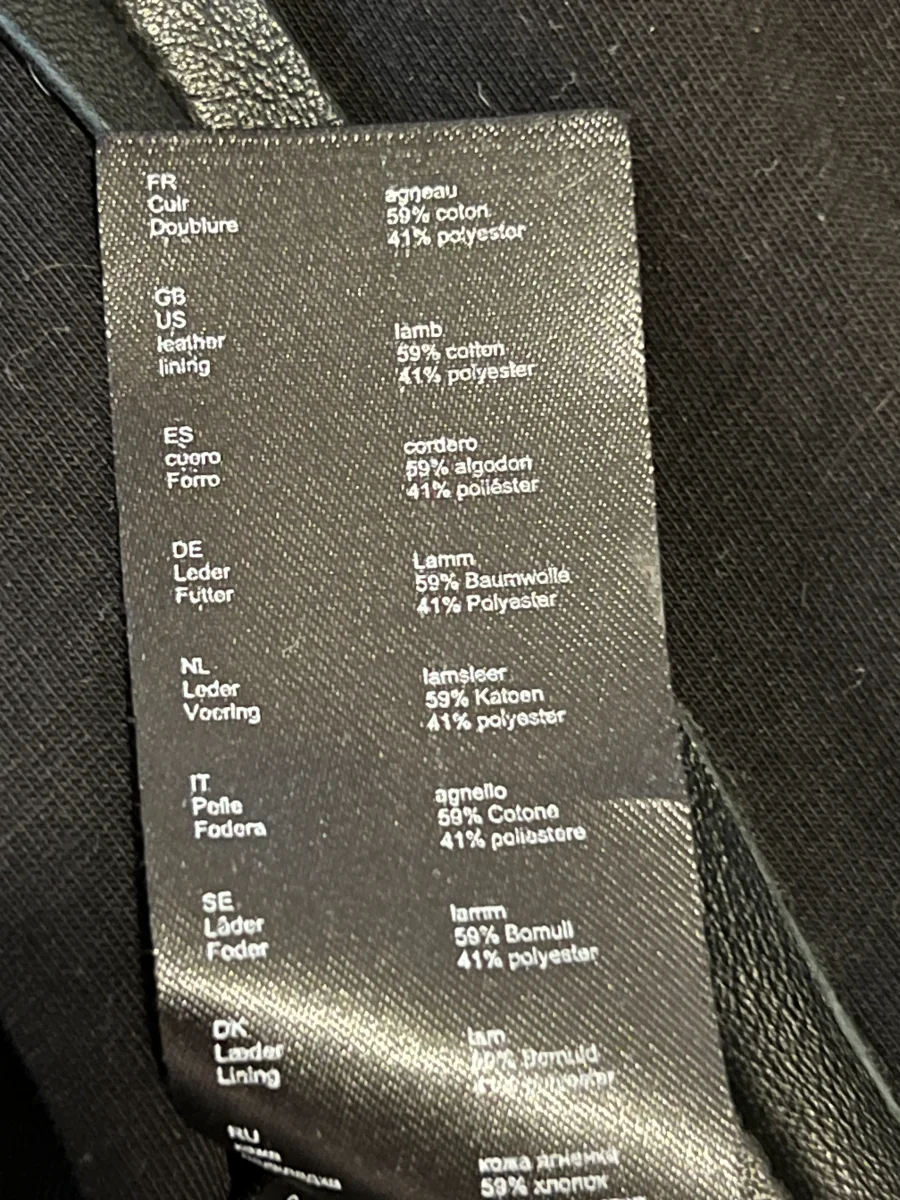 FR
Cuir agneau
Doublure 59% coton
41% polyester
GB
US
leather lamb
lining 59% cotton
41% polyester
ES
cuero cordero
Forro 59% algodon
41% poliéster
DE
Leder Lamm
Futter 59% Baumwolle
41% Polyester
NL
Leder lamsleer
Voering 59% Katoen
41% polyester
IT
Pelle agnello
Fodera 59% Cotone
41% poliestere
SE
Läder lamm
Foder 59% Bomull
41% polyester
DK
Læder lam
Lining
RU
кожа ягненка
59% хлопок